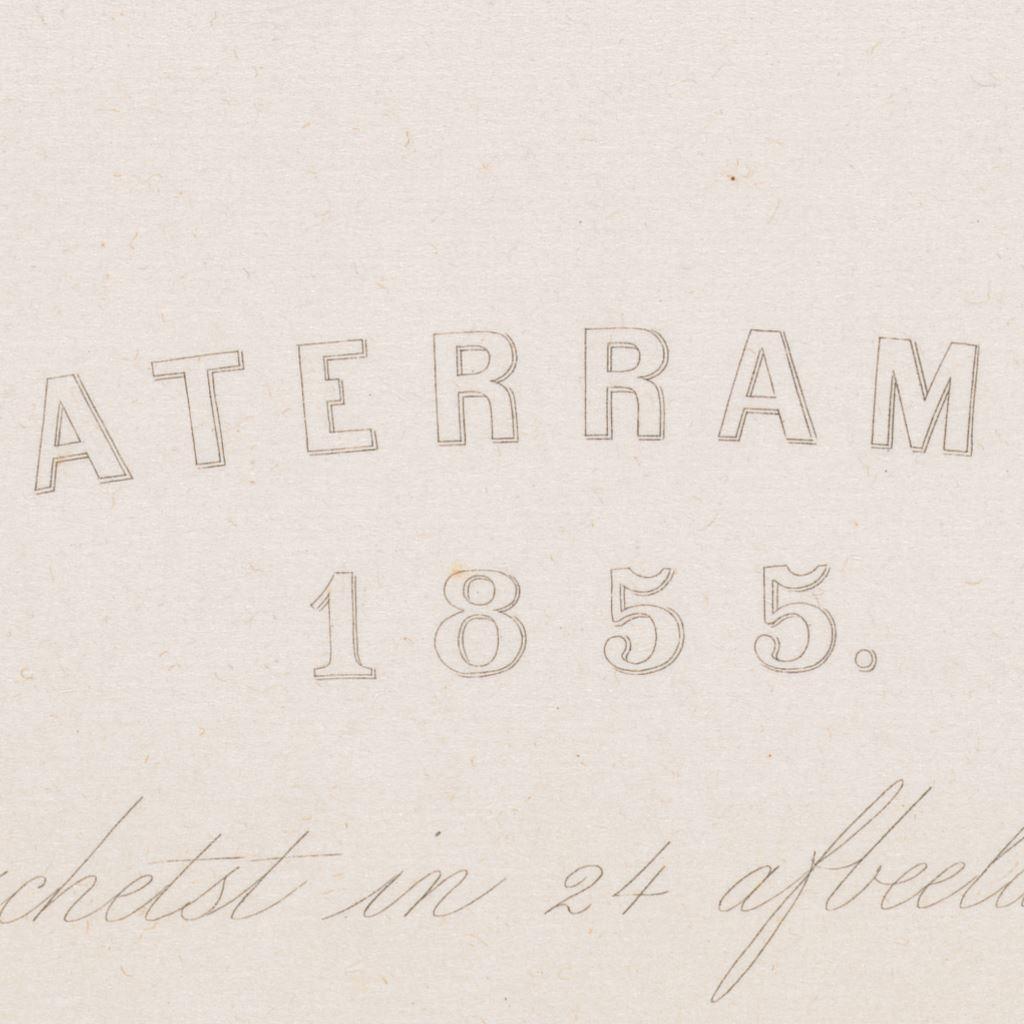 ATERRAM
1855.
chetst in 24 afbeeld